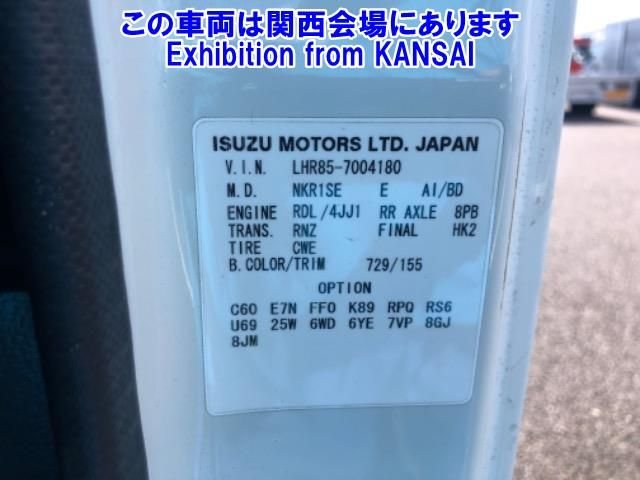 この車両は関西会場にあります
Exhibition from KANSAI
ISUZU MOTORS LTD. JAPAN
V.I.N. LHR85-7004180
M.D. NKR1SE E AI/BD
ENGINE RDL/4JJ1 RR AXLE 8PB
TRANS. RNZ FINAL HK2
TIRE CWE
B.COLOR/TRIM 729/155
OPTION
C60 E7N FF0 K89 RPQ RS6
U69 25W 6WD 6YE 7VP 8GJ
8JM